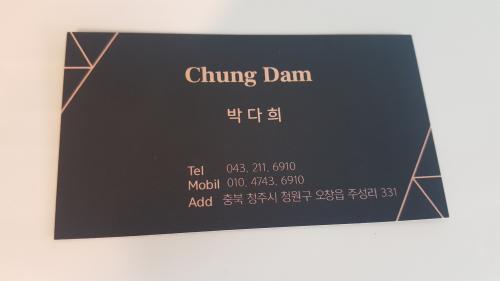 Chung Dam
박다희
Tel 043. 211. 6910
Mobil 010. 4743. 6910
Add 충북 청주시 청원구 오창읍 주성리 331